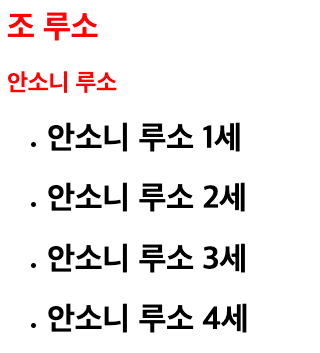 조 루소
안소니 루소
. 안소니 루소 1세
. 안소니 루소 2세
. 안소니 루소 3세
. 안소니 루소 4세